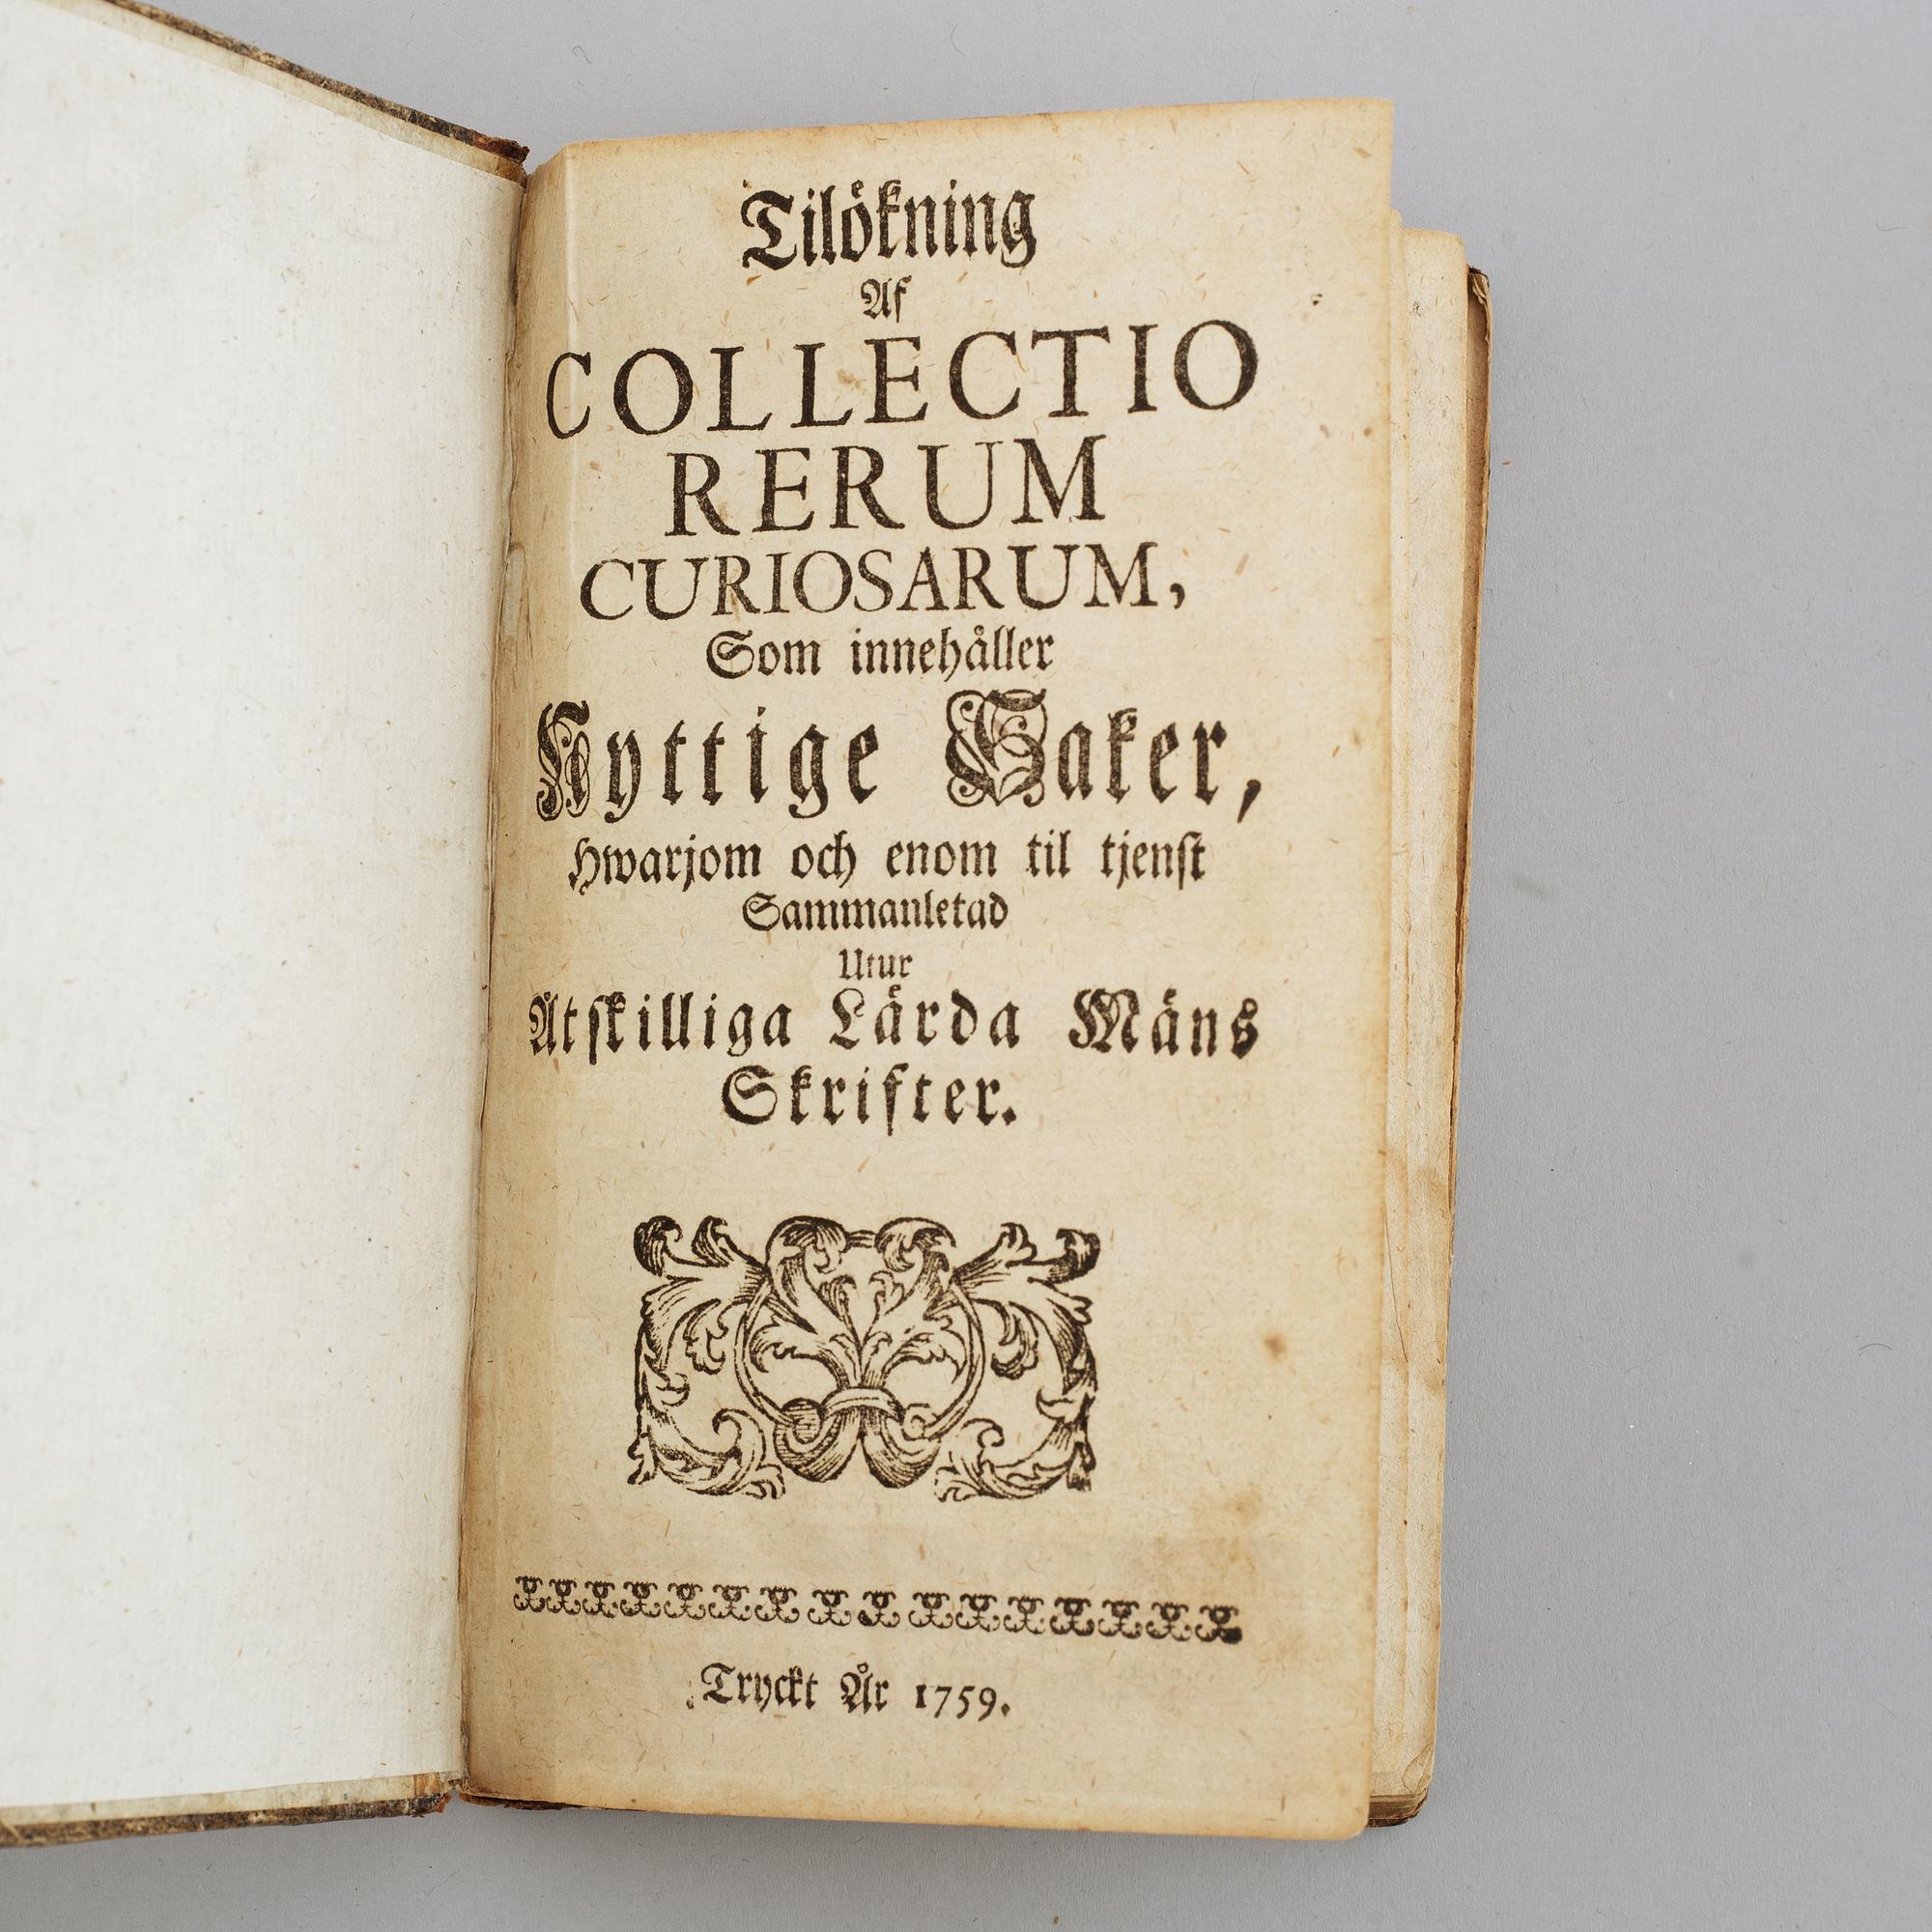 Tilökning
Af
COLLECTIO
RERUM
CURIOSARUM,
Som innehåller
Nyttige Saker,
Hwarjom och enom til tjenst
Sammanletad
Utur
Åtskilliga Lärda Mäns
Skrifter.
Tryckt År 1759.